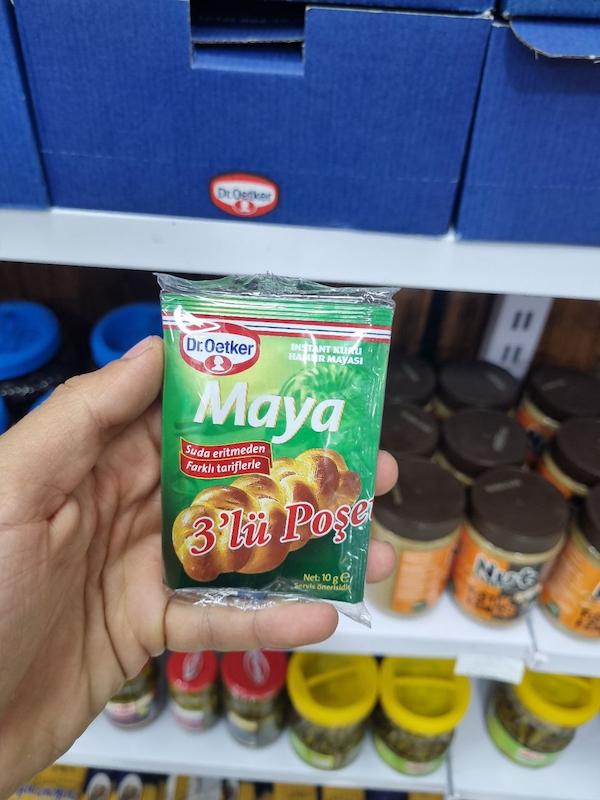 Dr. Oetker
Dr. Oetker
INSTANT KURU
HAMUR MAYASI
Maya
Suda eritmeden
Farklı tariflerle
3'lü Poşet
Net: 10 g e
Servis önerisidir